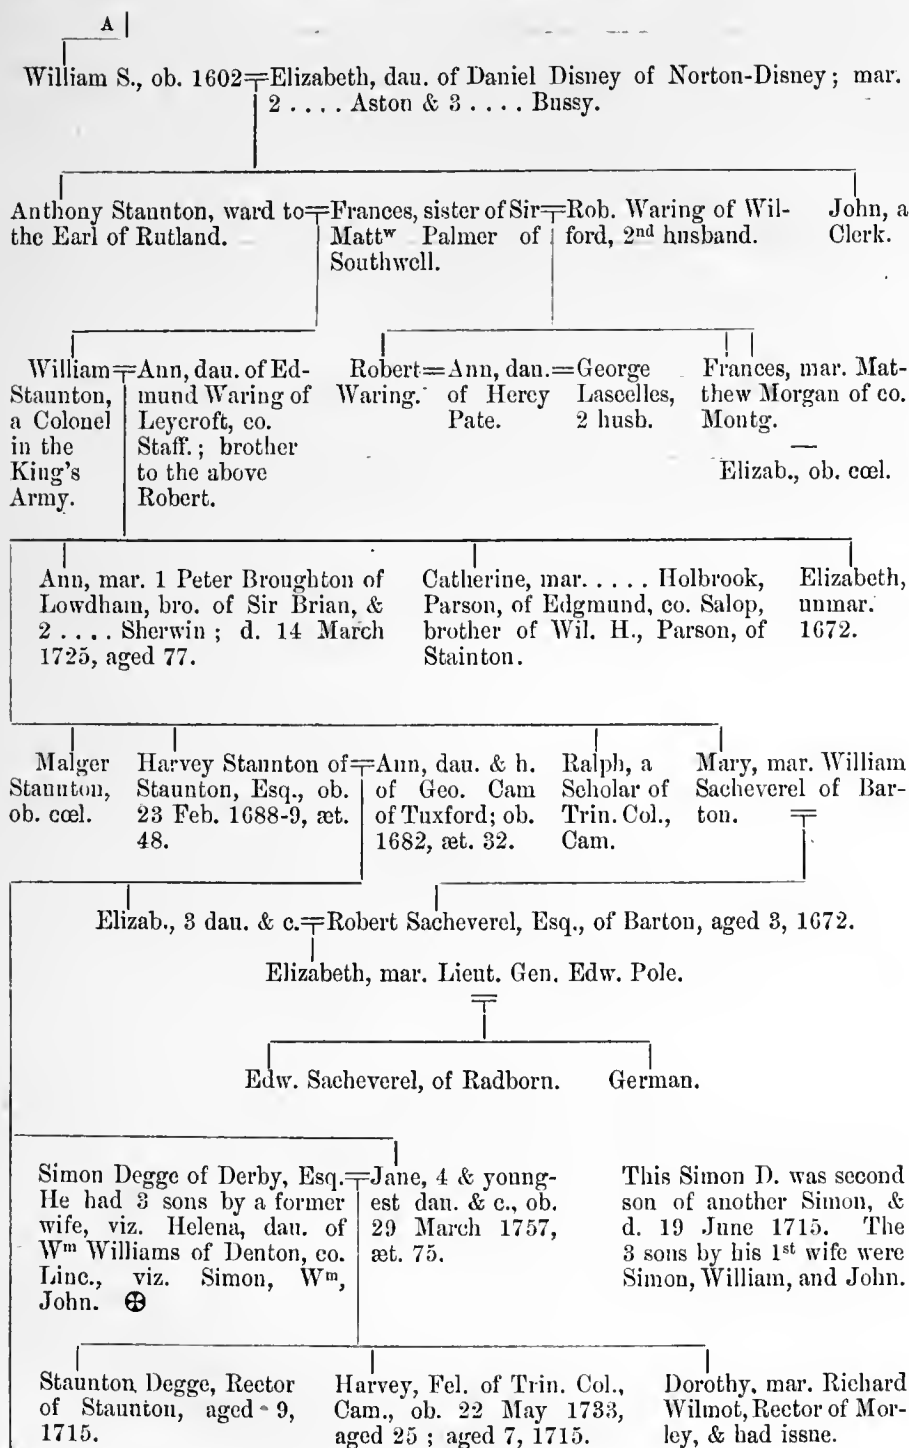 A
William S., ob. 1602 Elizabeth, dau. of Daniel Disney of Norton-Disney; mar.
2 .... Aston & 3 .... Bussy.
Anthony Staunton, ward to
the Earl of Rutland.
Frances, sister of Sir
Mattw Palmer of
Southwell.
Rob. Waring of Wil-
ford, 2nd husband.
John, a
Clerk.
William
Staunton,
a Colonel
in the
King's
Army.
Ann, dau. of Ed-
mund Waring of
Leycroft, co.
Staff.; brother
to the above
Robert.
Robert
Waring.
Ann, dau.
of Hercy
Pate.
George
Lascelles,
2 husb.
Frances, mar. Mat-
thew Morgan of co.
Montg.
—
Elizab., ob. cœl.
Ann, mar. 1 Peter Broughton of
Lowdham, bro. of Sir Brian, &
2 .... Sherwin; d. 14 March
1725, aged 77.
Catherine, mar. .... Holbrook,
Parson, of Edgmund, co. Salop,
brother of Wil. H., Parson, of
Stainton.
Elizabeth,
unmar.
1672.
Malger
Staunton,
ob. cœl.
Harvey Staunton of
Staunton, Esq., ob.
23 Feb. 1688-9, æt.
48.
Ann, dau. & h.
of Geo. Cam
of Tuxford; ob.
1682, æt. 32.
Ralph, a
Scholar of
Trin. Col.,
Cam.
Mary, mar. William
Sacheverel of Bar-
ton.
Elizab., 3 dau. & c. Robert Sacheverel, Esq., of Barton, aged 3, 1672.
Elizabeth, mar. Lieut. Gen. Edw. Pole.
Edw. Sacheverel, of Radborn. German.
Simon Degge of Derby, Esq.
He had 3 sons by a former
wife, viz. Helena, dau. of
Wm Williams of Denton, co.
Linc., viz. Simon, Wm,
John. ✠
Jane, 4 & young-
est dau. & c., ob.
29 March 1757,
æt. 75.
This Simon D. was second
son of another Simon, &
d. 19 June 1715. The
3 sons by his 1st wife were
Simon, William, and John.
Staunton Degge, Rector
of Staunton, aged 9,
1715.
Harvey, Fel. of Trin. Col.,
Cam., ob. 22 May 1733,
aged 25; aged 7, 1715.
Dorothy, mar. Richard
Wilmot, Rector of Mor-
ley, & had issue.